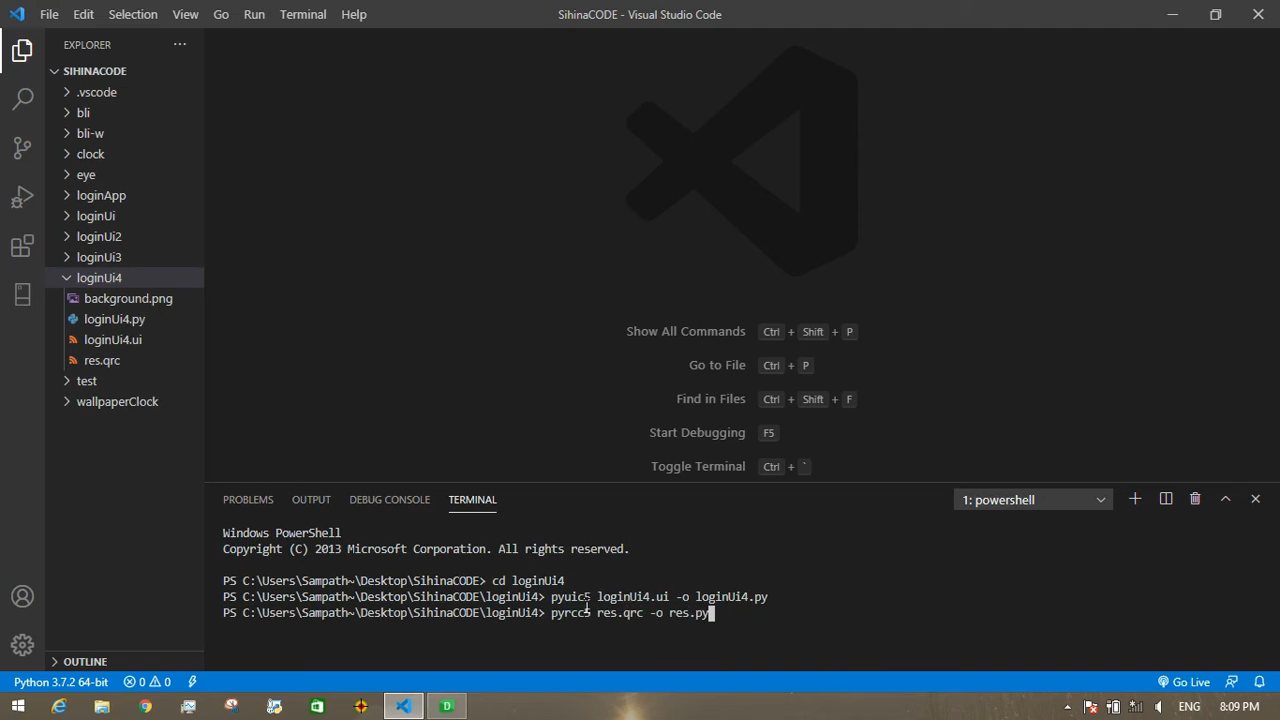 File Edit Selection View Go Run Terminal Help
SihinaCODE - Visual Studio Code
EXPLORER
SIHINACODE
.vscode
bli
bli-w
clock
eye
loginApp
loginUi
loginUi2
loginUi3
loginUi4
background.png
loginUi4.py
loginUi4.ui
res.qrc
test
wallpaperClock
OUTLINE
Show All Commands Ctrl + Shift + P
Go to File Ctrl + P
Find in Files Ctrl + Shift + F
Start Debugging F5
Toggle Terminal Ctrl + `
PROBLEMS OUTPUT DEBUG CONSOLE TERMINAL
1: powershell
Windows PowerShell
Copyright (C) 2013 Microsoft Corporation. All rights reserved.
PS C:\Users\Sampath~\Desktop\SihinaCODE> cd loginUi4
PS C:\Users\Sampath~\Desktop\SihinaCODE\loginUi4> pyuic5 loginUi4.ui -o loginUi4.py
PS C:\Users\Sampath~\Desktop\SihinaCODE\loginUi4> pyrcc5 res.qrc -o res.py
Python 3.7.2 64-bit 0 0 Go Live
D ENG 8:09 PM